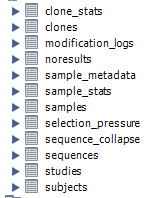 clone_stats
clones
modification_logs
noresults
sample_metadata
sample_stats
samples
selection_pressure
sequence_collapse
sequences
studies
subjects